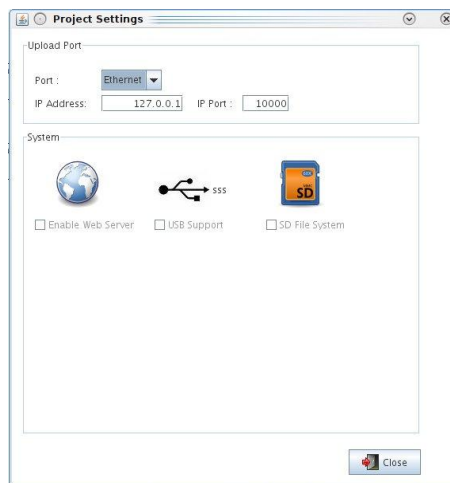 Project Settings
Upload Port
Port : Ethernet
IP Address: 127.0.0.1 IP Port : 10000
System
sss
SD
Enable Web Server USB Support SD File System
Close